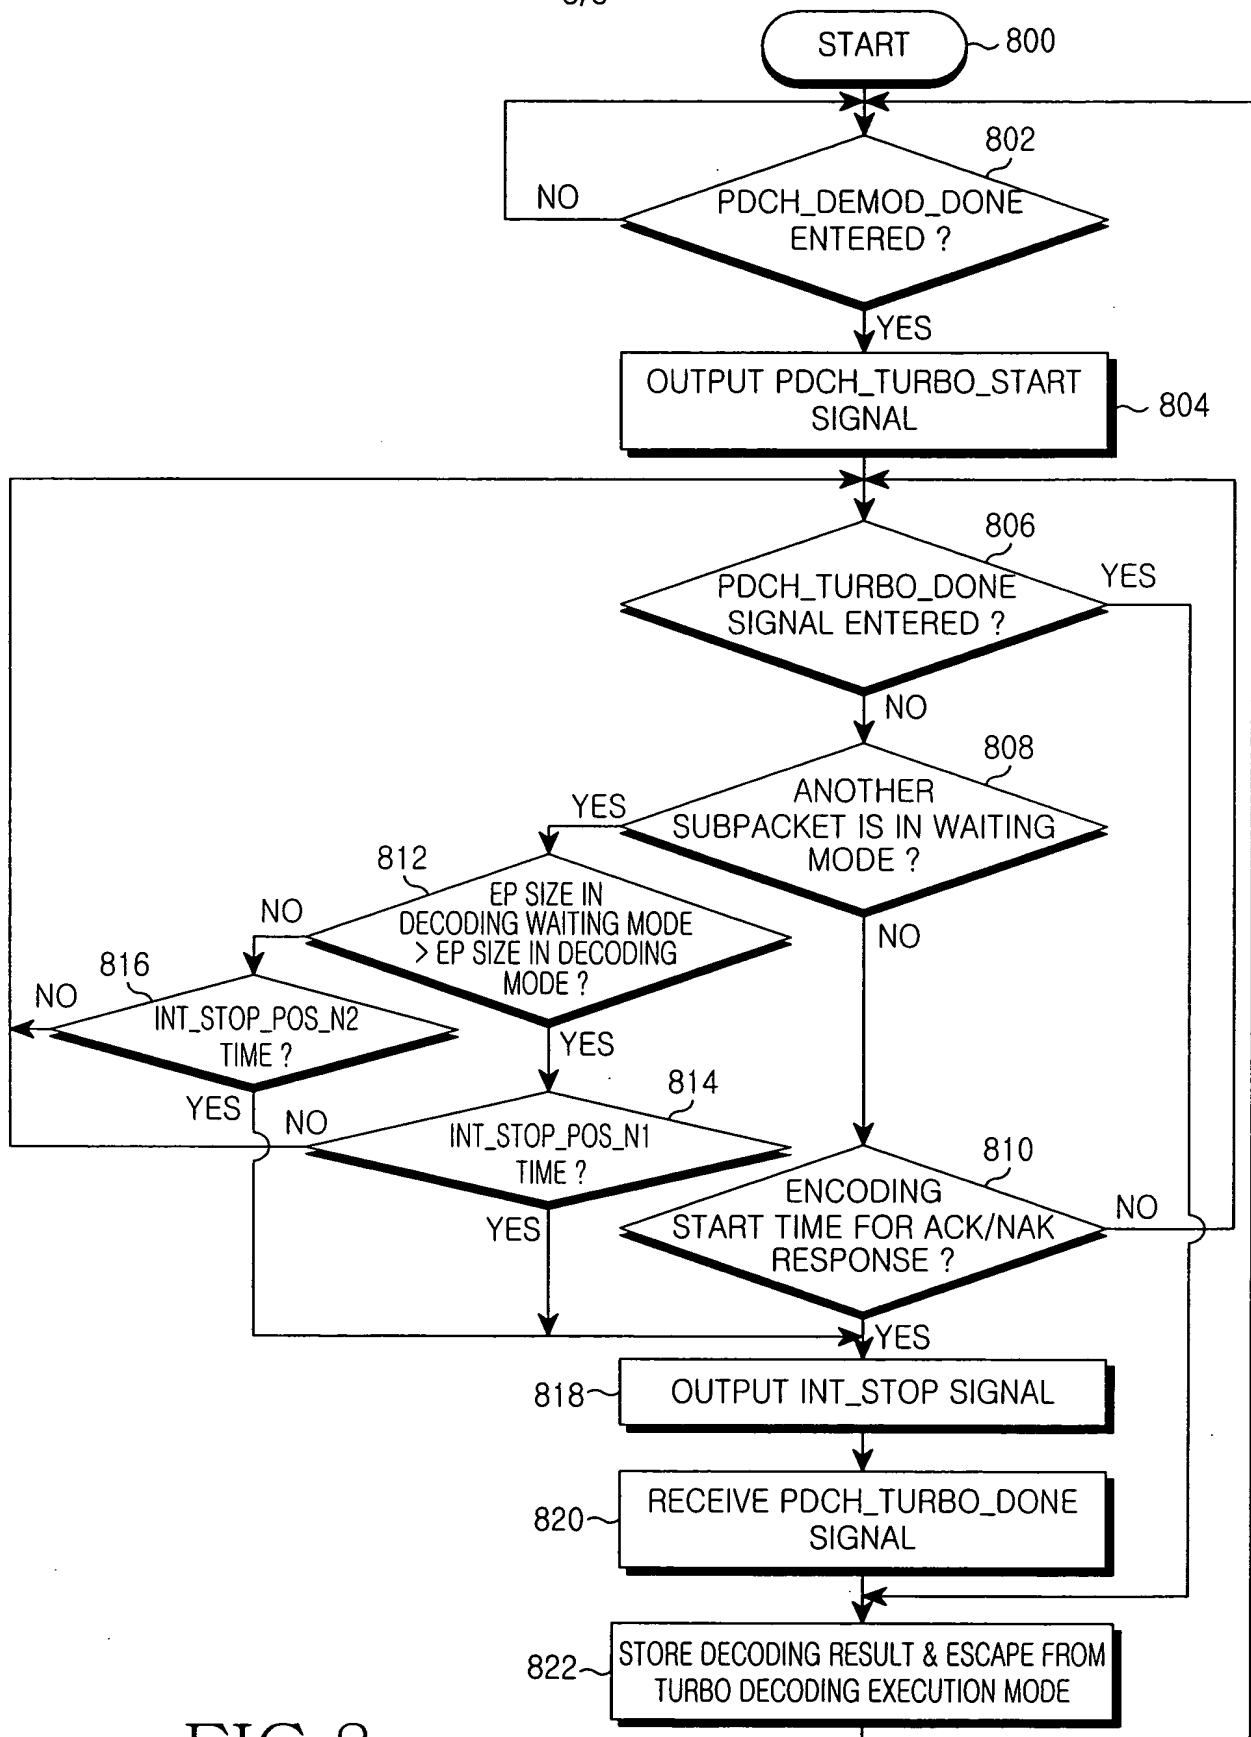 START
800
802
PDCH_DEMOD_DONE
ENTERED ?
NO
YES
OUTPUT PDCH_TURBO_START
SIGNAL
804
806
PDCH_TURBO_DONE
SIGNAL ENTERED ?
YES
NO
808
ANOTHER
SUBPACKET IS IN WAITING
MODE ?
YES
NO
812
EP SIZE IN
DECODING WAITING MODE
> EP SIZE IN DECODING
MODE ?
NO
YES
816
INT_STOP_POS_N2
TIME ?
NO
YES
814
INT_STOP_POS_N1
TIME ?
NO
YES
810
ENCODING
START TIME FOR ACK/NAK
RESPONSE ?
NO
YES
818
OUTPUT INT_STOP SIGNAL
820
RECEIVE PDCH_TURBO_DONE
SIGNAL
822
STORE DECODING RESULT & ESCAPE FROM
TURBO DECODING EXECUTION MODE
FIG.8